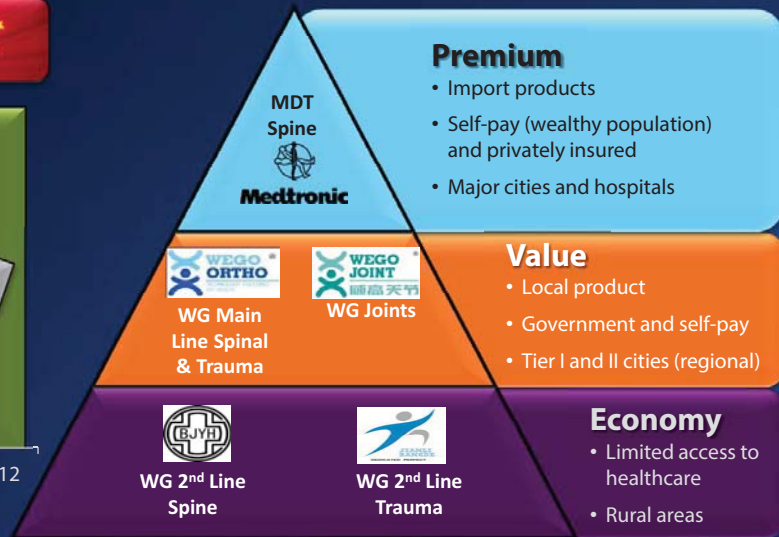 Premium
• Import products
• Self-pay (wealthy population)
and privately insured
• Major cities and hospitals
MDT
Spine
Medtronic
Value
• Local product
• Government and self-pay
• Tier I and II cities (regional)
WEGO
ORTHO
WG Main
Line Spinal
& Trauma
WEGO
JOINT
威高关节
WG Joints
Economy
• Limited access to
healthcare
• Rural areas
BJYH
WG 2nd Line
Spine
JIANLI
BANGDE
WG 2nd Line
Trauma
12